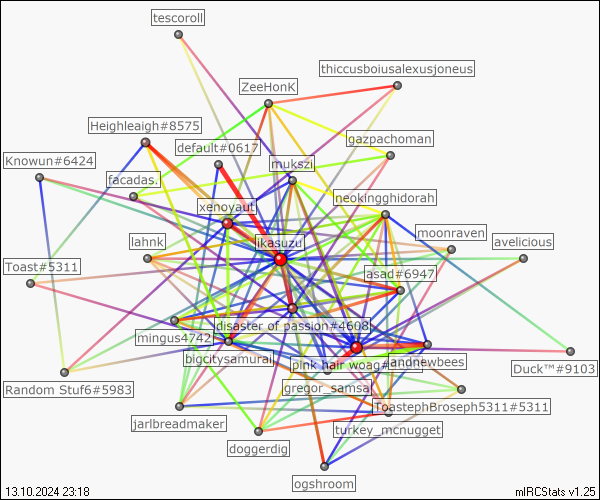 tescoroll
thiccusboiusalexusjoneus
ZeeHonK
Heighleaigh#8575
gazpachoman
default#0617
Knowun#6424
mukszi
facadas.
neokingghidorah
xenoyaut
moonraven
lahnk
ikasuzu
avelicious
Toast#5311
asad#6947
disaster of passion#4608
mingus4742
bigcitysamurai
pink hair woag#
landnewbees
Duck™#9103
Random Stuf6#5983
gregor_samsa
ToastephBroseph5311#5311
jarlbreadmaker
turkey_mcnugget
doggerdig
ogshroom
13.10.2024 23:18
mIRCStats v1.25